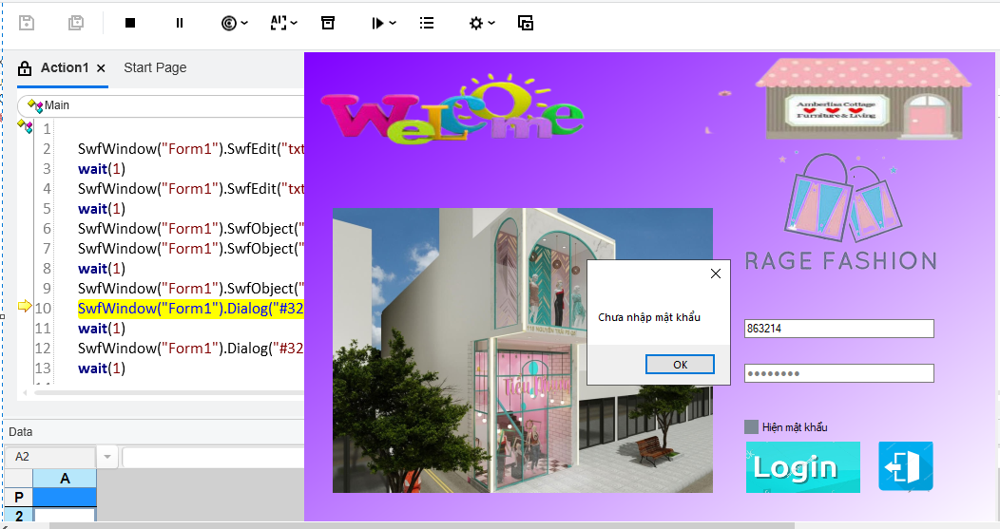 Action1
Start Page
Main
1
2 SwfWindow("Form1").SwfEdit("txt
3 wait(1)
4 SwfWindow("Form1").SwfEdit("txt
5 wait(1)
6 SwfWindow("Form1").SwfObject("
7 SwfWindow("Form1").SwfObject("
8 wait(1)
9 SwfWindow("Form1").SwfObject("
10 SwfWindow("Form1").Dialog("#32
11 wait(1)
12 SwfWindow("Form1").Dialog("#32
13 wait(1)
Data
A2
A
P
2
WeLcOme
Amberliaa Cottage
Furniture & Living
RAGE FASHION
Chưa nhập mật khẩu
OK
863214
Hiện mật khẩu
Login